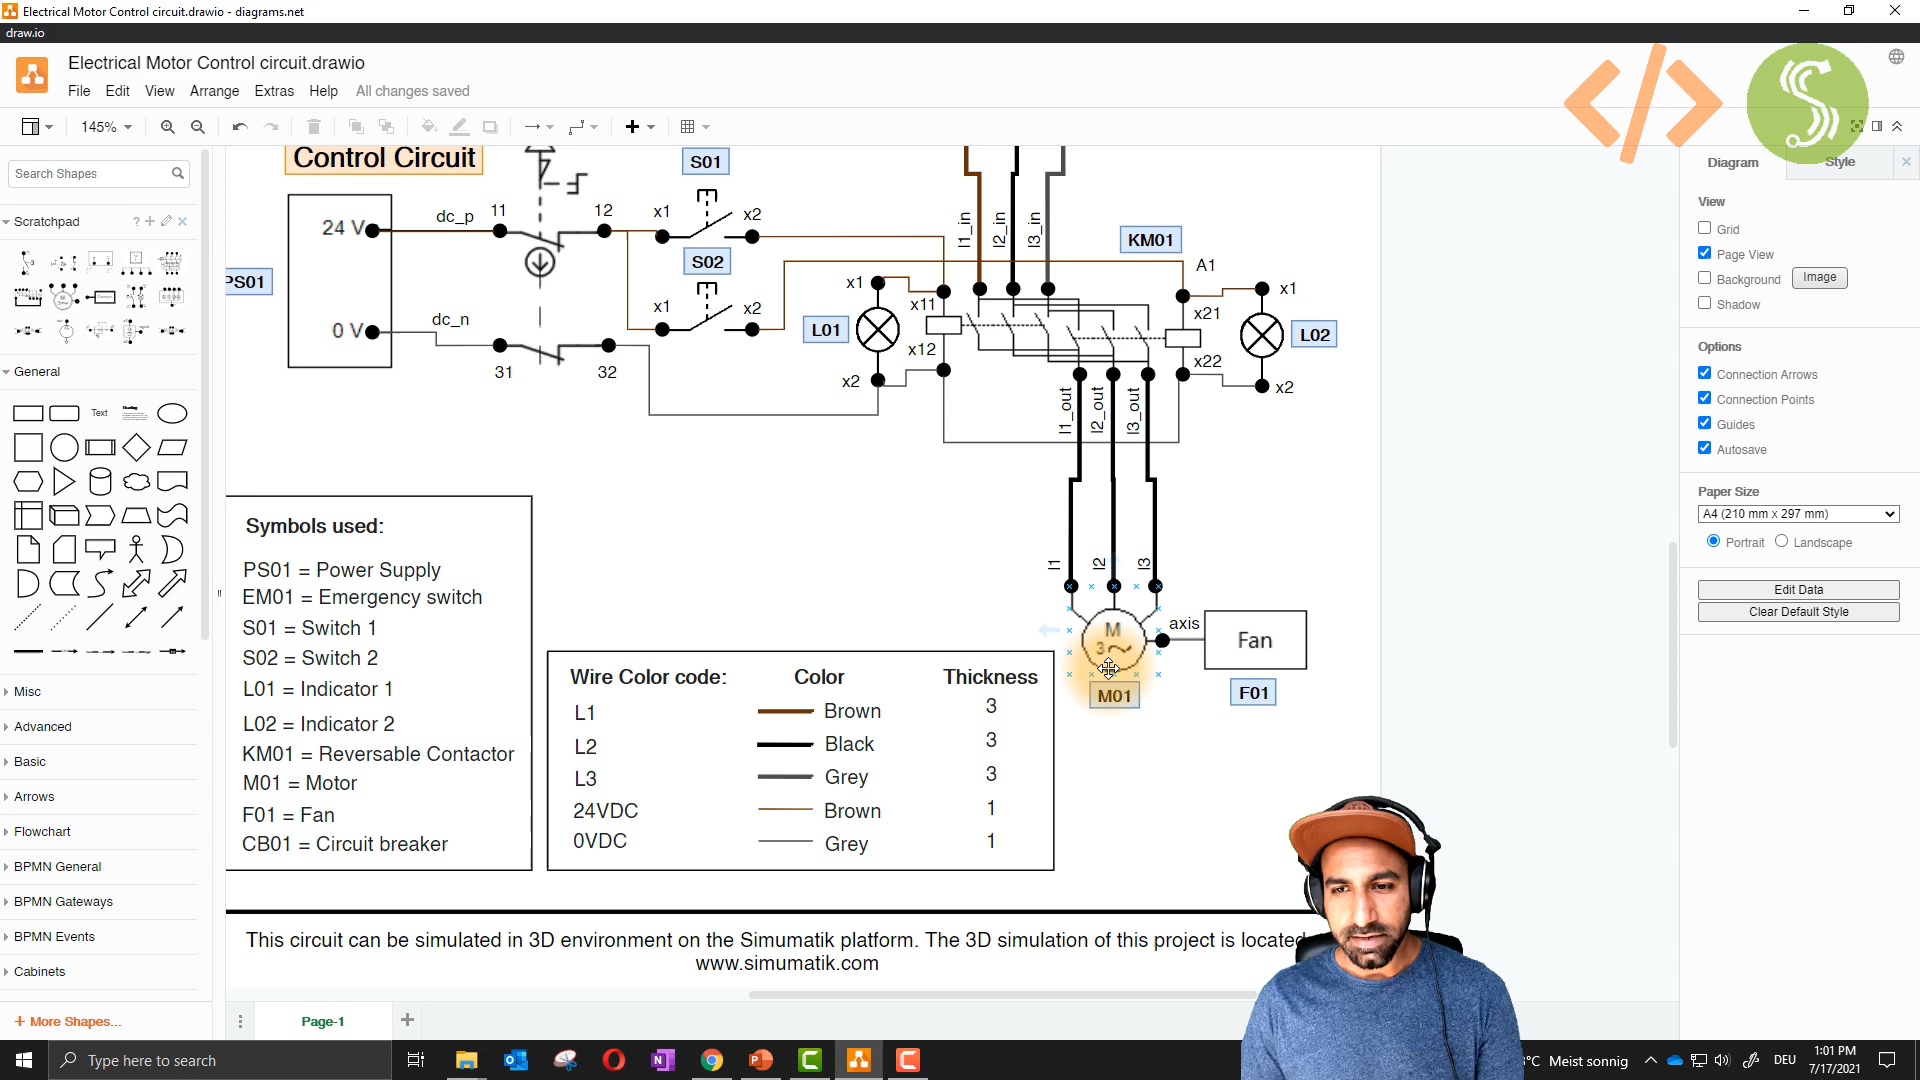 Electrical Motor Control circuit.drawio - diagrams.net
draw.io
Electrical Motor Control circuit.drawio
File Edit View Arrange Extras Help All changes saved
145%
Search Shapes
Scratchpad
General
Text
Heading
Misc
Advanced
Basic
Arrows
Flowchart
BPMN General
BPMN Gateways
BPMN Events
Cabinets
+ More Shapes...
Control Circuit
S01
24 V
dc_p
11
12
x1
x2
S02
PS01
x1
x2
0 V
dc_n
31
32
l1_in
l2_in
l3_in
KM01
A1
x1
x11
x1
L01
x21
L02
x12
x22
x2
x2
l1_out
l2_out
l3_out
l1
l2
l3
M
3
axis
Fan
M01
F01
Symbols used:
PS01 = Power Supply
EM01 = Emergency switch
S01 = Switch 1
S02 = Switch 2
L01 = Indicator 1
L02 = Indicator 2
KM01 = Reversable Contactor
M01 = Motor
F01 = Fan
CB01 = Circuit breaker
Wire Color code: Color Thickness
L1 Brown 3
L2 Black 3
L3 Grey 3
24VDC Brown 1
0VDC Grey 1
This circuit can be simulated in 3D environment on the Simumatik platform. The 3D simulation of this project is located
www.simumatik.com
Page-1
Diagram Style
View
Grid
Page View
Background Image
Shadow
Options
Connection Arrows
Connection Points
Guides
Autosave
Paper Size
A4 (210 mm x 297 mm)
Portrait Landscape
Edit Data
Clear Default Style
Type here to search
°C Meist sonnig
DEU
1:01 PM
7/17/2021